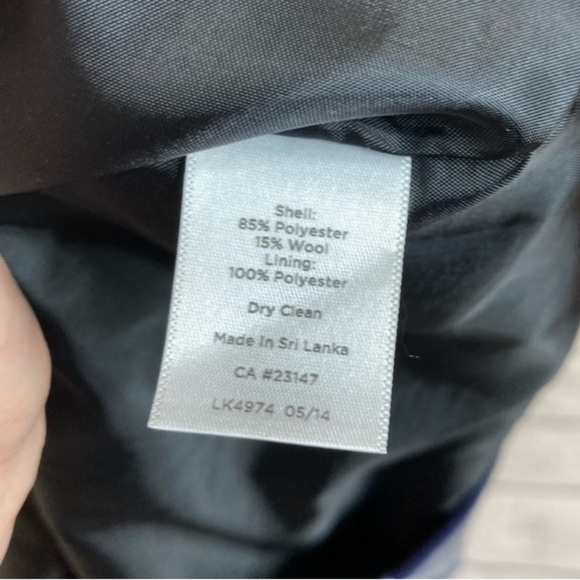 Shell:
85% Polyester
15% Wool
Lining:
100% Polyester
Dry Clean
Made In Sri Lanka
CA #23147
LK4974 05/14